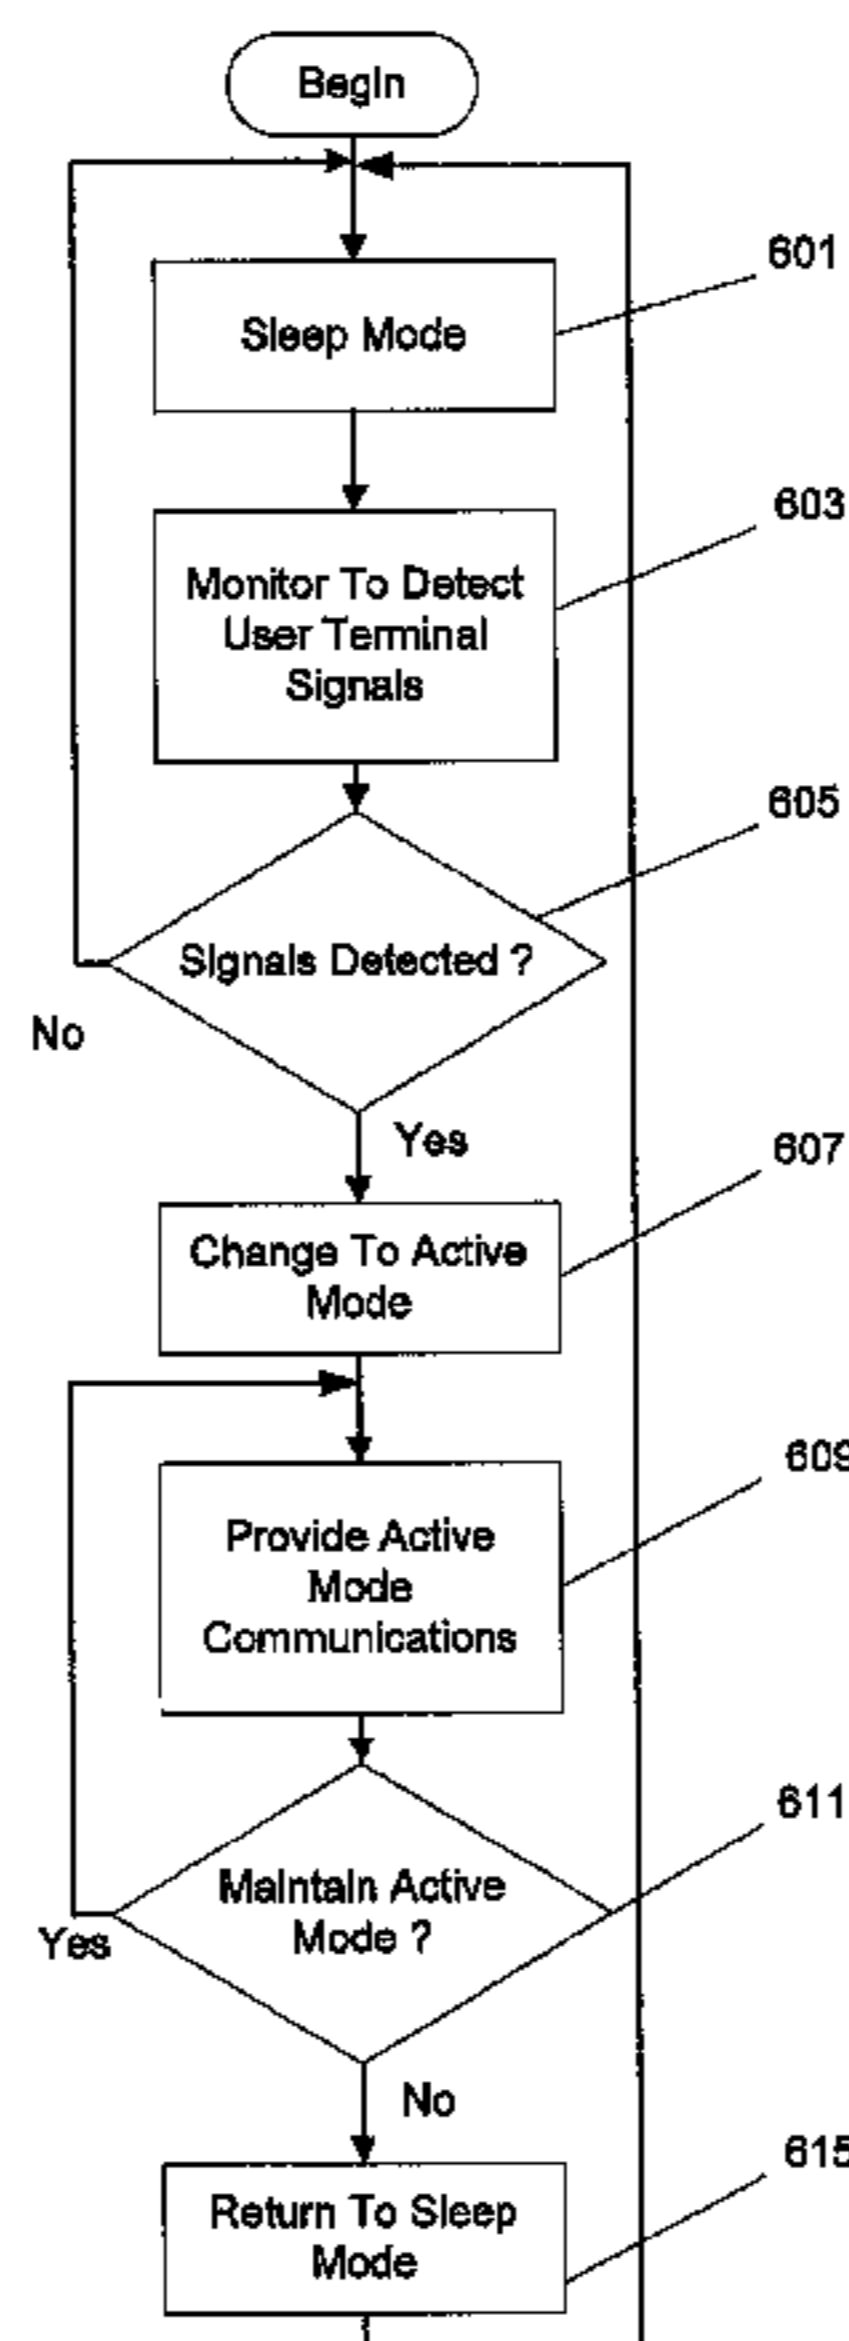 Begin
601
Sleep Mode
603
Monitor To Detect
User Terminal
Signals
605
Signals Detected ?
No
Yes
607
Change To Active
Mode
609
Provide Active
Mode
Communications
611
Maintain Active
Mode ?
Yes
No
615
Return To Sleep
Mode